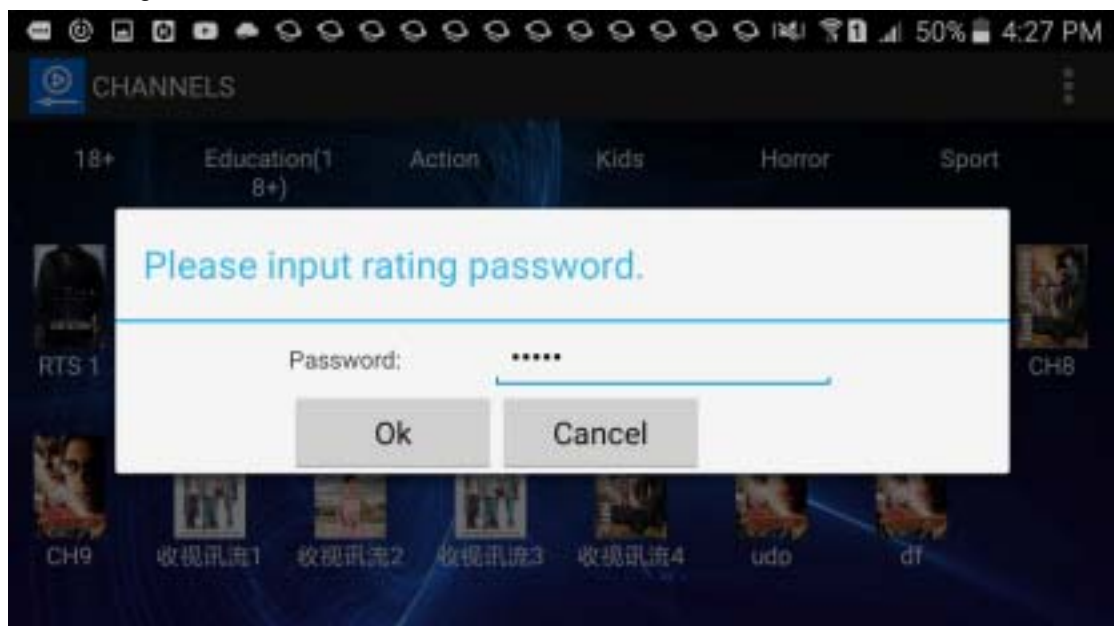 50% 4:27 PM
CHANNELS
18+ Education(1 Action Kids Horror Sport
8+)
Please input rating password.
RTS 1 CH8
Password: •••••
Ok Cancel
CH9 收视讯流1 收视讯流2 收视讯流3 收视讯流4 udp df